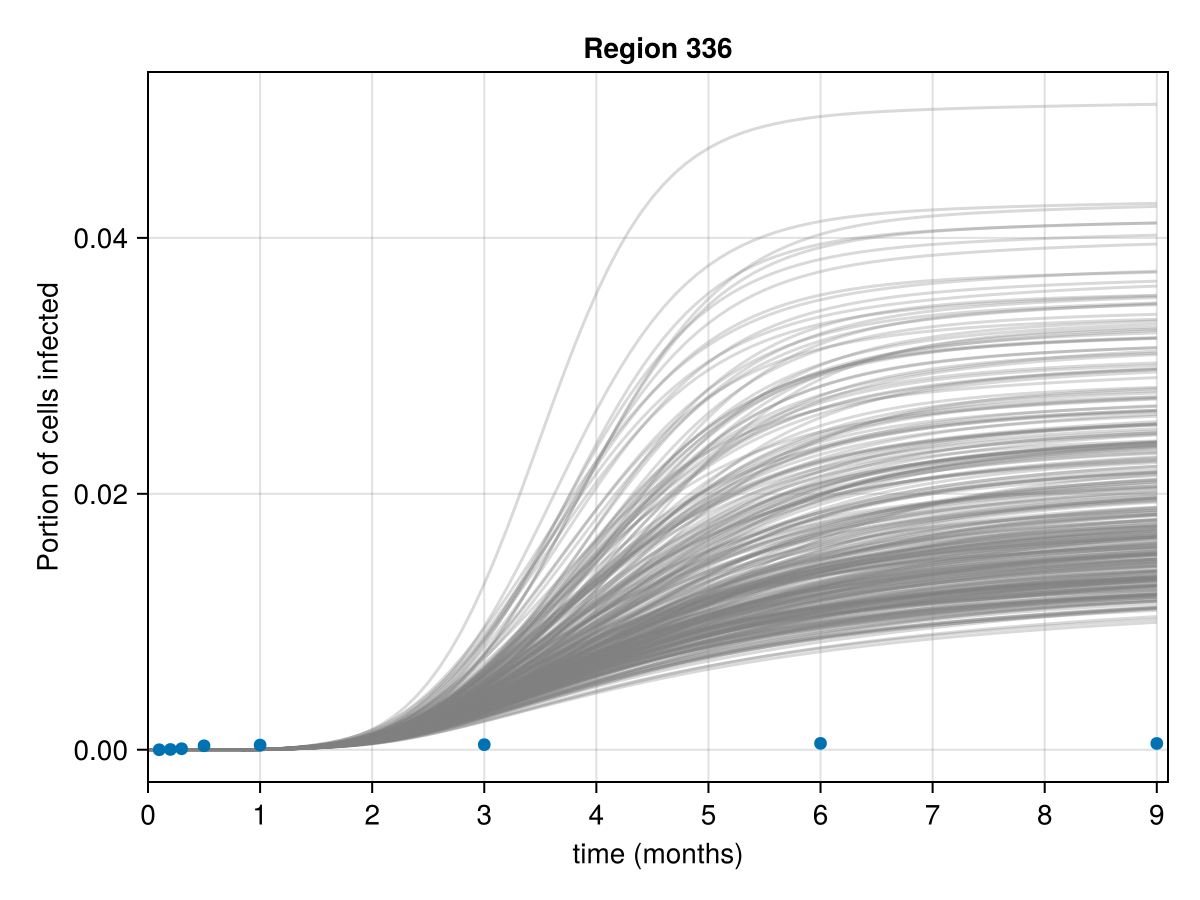 Region 336
Portion of cells infected
0.04
0.02
0.00
0 1 2 3 4 5 6 7 8 9
time (months)